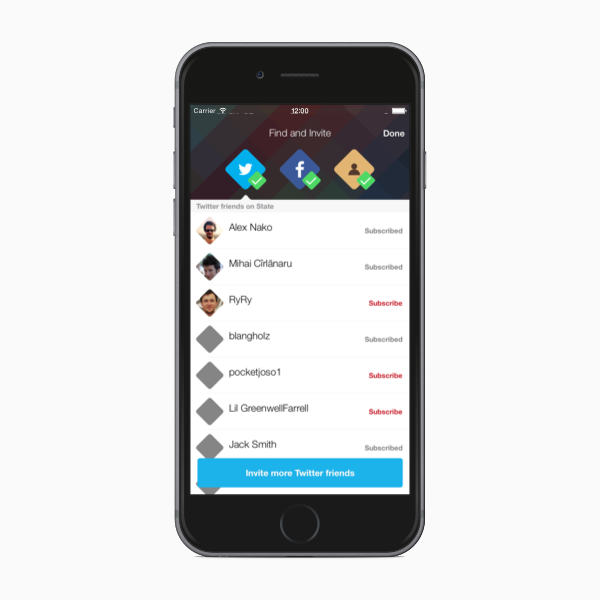 Carrier 12:00
Find and Invite Done
Twitter friends on State
Alex Nako Subscribed
Mihai Cîrlănaru Subscribed
RyRy Subscribe
blangholz Subscribed
pocketjoso1 Subscribe
Lil GreenwellFarrell Subscribe
Jack Smith Subscribed
Invite more Twitter friends